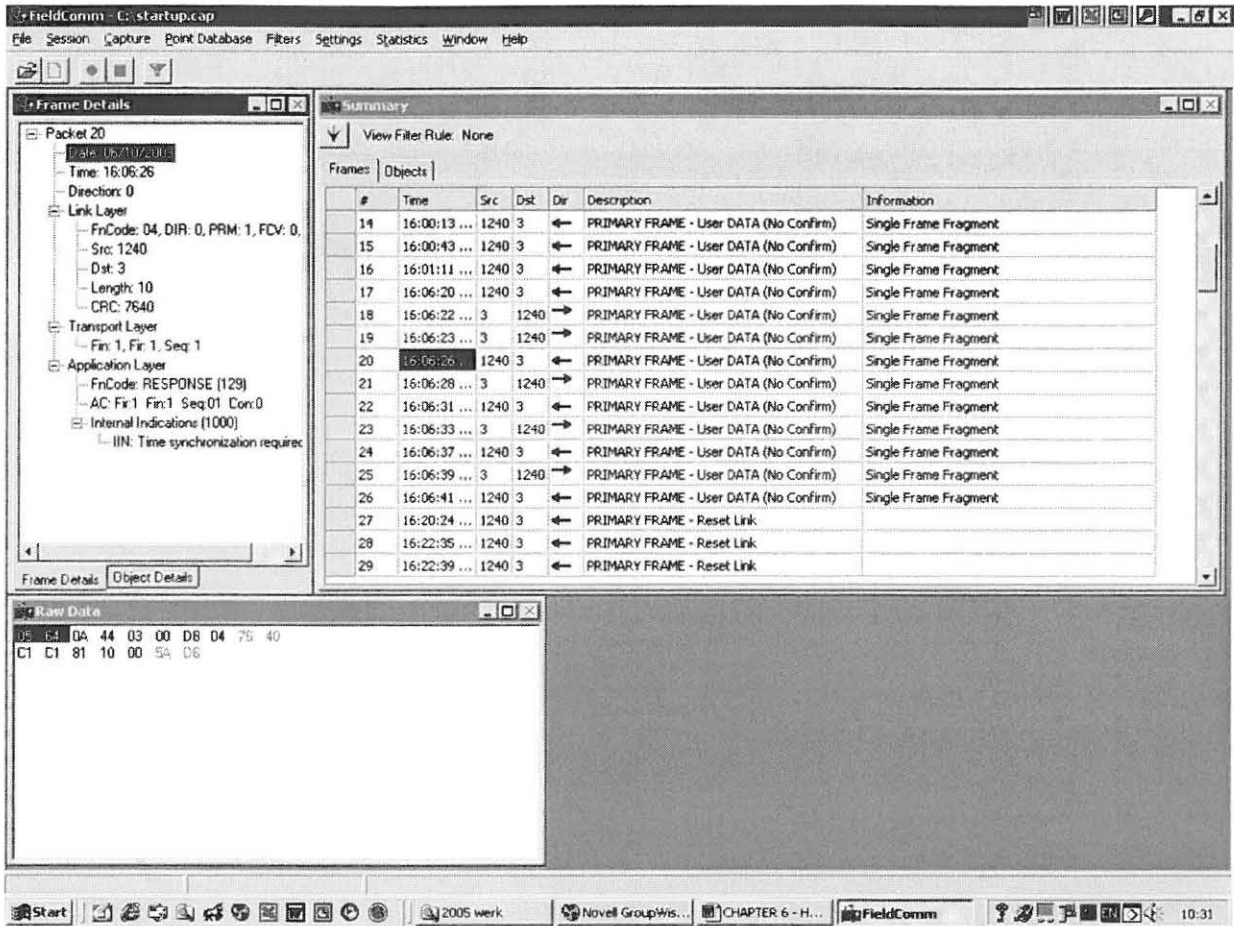 FieldComm - C: startup.cap
File Session Capture Point Database Filters Settings Statistics Window Help
Frame Details
Packet 20
Time: 16:06:26
Direction: 0
Link Layer
FnCode: 04, DIR: 0, PRM: 1, FCV: 0,
Src: 1240
Dst: 3
Length: 10
CRC: 7640
Transport Layer
Fin: 1, Fir: 1, Seq: 1
Application Layer
FnCode: RESPONSE (129)
AC: Fir:1 Fin:1 Seq:01 Con:0
Internal Indications (1000)
IIN: Time synchronization required
Frame Details Object Details
Summary
View Filter Rule: None
Frames Objects
# Time Src Dst Dir Description Information
14 16:00:13 ... 1240 3 PRIMARY FRAME - User DATA (No Confirm) Single Frame Fragment
15 16:00:43 ... 1240 3 PRIMARY FRAME - User DATA (No Confirm) Single Frame Fragment
16 16:01:11 ... 1240 3 PRIMARY FRAME - User DATA (No Confirm) Single Frame Fragment
17 16:06:20 ... 1240 3 PRIMARY FRAME - User DATA (No Confirm) Single Frame Fragment
18 16:06:22 ... 3 1240 PRIMARY FRAME - User DATA (No Confirm) Single Frame Fragment
19 16:06:23 ... 3 1240 PRIMARY FRAME - User DATA (No Confirm) Single Frame Fragment
20 16:06:26 ... 1240 3 PRIMARY FRAME - User DATA (No Confirm) Single Frame Fragment
21 16:06:28 ... 3 1240 PRIMARY FRAME - User DATA (No Confirm) Single Frame Fragment
22 16:06:31 ... 1240 3 PRIMARY FRAME - User DATA (No Confirm) Single Frame Fragment
23 16:06:33 ... 3 1240 PRIMARY FRAME - User DATA (No Confirm) Single Frame Fragment
24 16:06:37 ... 1240 3 PRIMARY FRAME - User DATA (No Confirm) Single Frame Fragment
25 16:06:39 ... 3 1240 PRIMARY FRAME - User DATA (No Confirm) Single Frame Fragment
26 16:06:41 ... 1240 3 PRIMARY FRAME - User DATA (No Confirm) Single Frame Fragment
27 16:20:24 ... 1240 3 PRIMARY FRAME - Reset Link
28 16:22:35 ... 1240 3 PRIMARY FRAME - Reset Link
29 16:22:39 ... 1240 3 PRIMARY FRAME - Reset Link
Raw Data
05 64 0A 44 03 00 D8 04 76 40
C1 C1 81 10 00 5A D6
Start 2005 werk Novell GroupWis... CHAPTER 6 - H... FieldComm EN 10:31